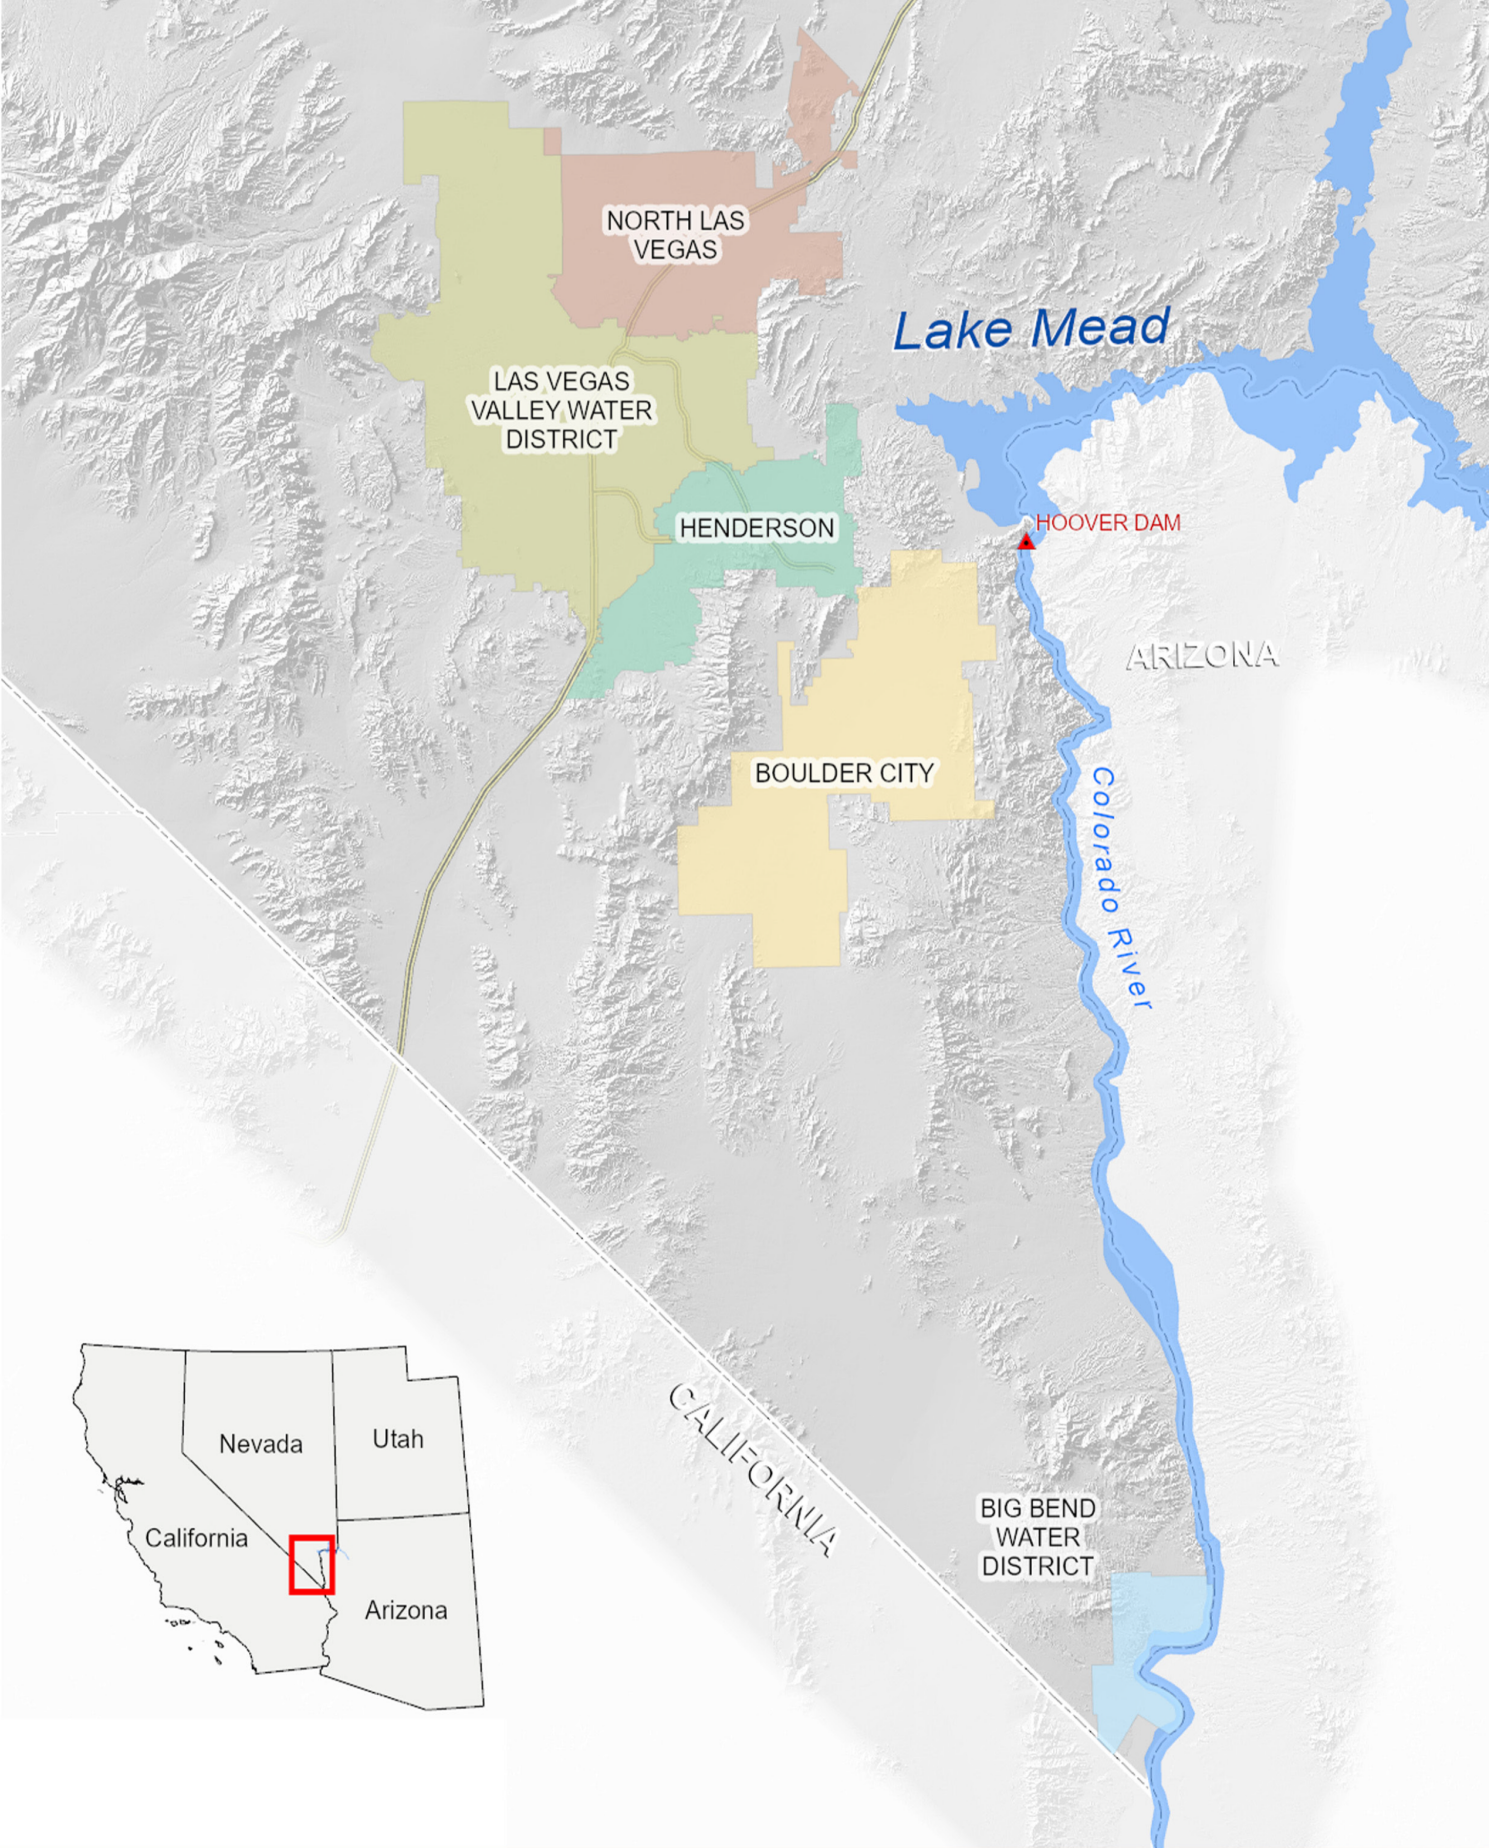 NORTH LAS
VEGAS
Lake Mead
LAS VEGAS
VALLEY WATER
DISTRICT
HENDERSON
HOOVER DAM
ARIZONA
BOULDER CITY
Colorado River
CALIFORNIA
Nevada
Utah
California
Arizona
BIG BEND
WATER
DISTRICT